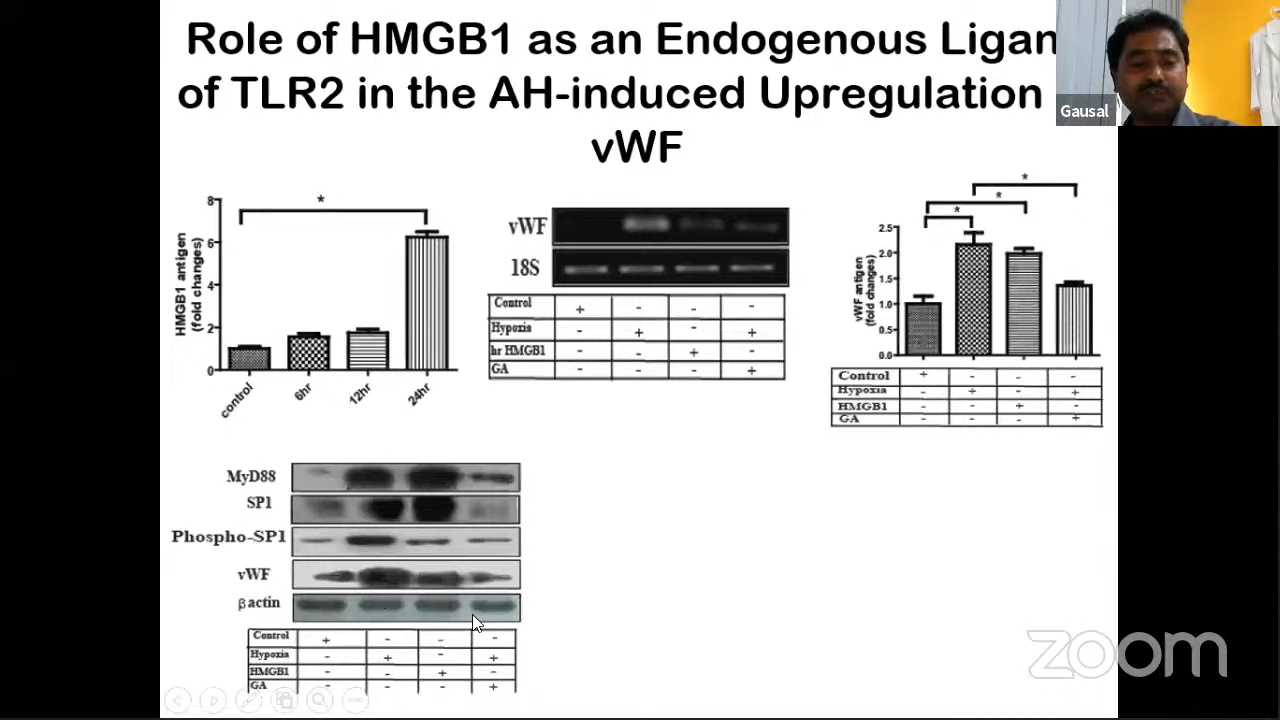 Role of HMGB1 as an Endogenous Ligan
of TLR2 in the AH-induced Upregulation
vWF
Gausal
HMGB1 antigen
(fold changes)
8
6
4
2
0
*
control
6hr
12hr
24hr
vWF
18S
Control + - - -
Hypoxia - + - +
hr HMGB1 - - + -
GA - - - +
vWF antigen
(fold changes)
2.5
2.0
1.5
1.0
0.5
0.0
*
*
*
Control + - - -
Hypoxia - + - +
HMGB1 - - + -
GA - - - +
MyD88
SP1
Phospho-SP1
vWF
β actin
Control + - - -
Hypoxia - + - +
HMGB1 - - + -
GA - - - +
zoom